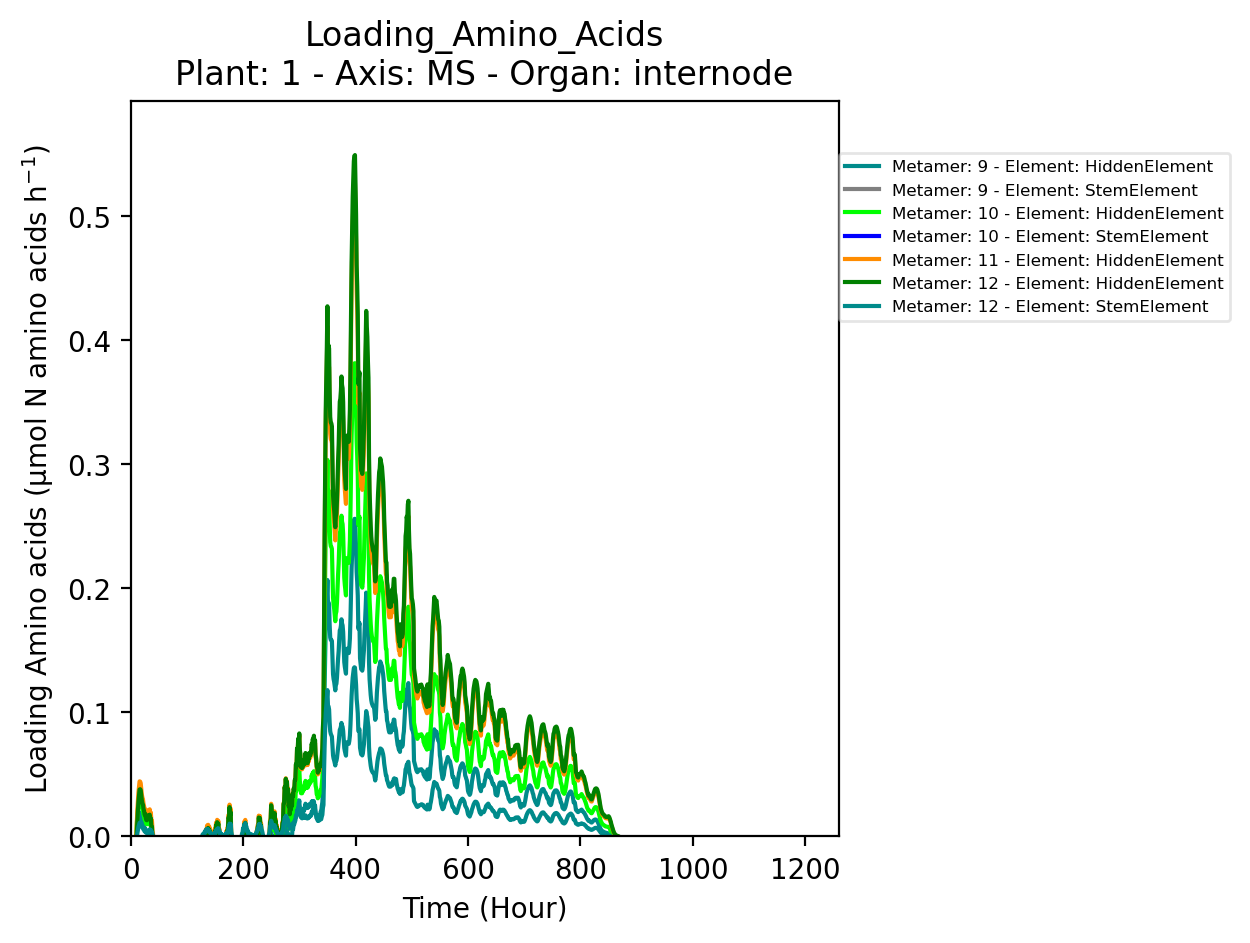 Loading_Amino_Acids
Plant: 1 - Axis: MS - Organ: internode
Loading Amino acids (µmol N amino acids h⁻¹)
0.5
0.4
0.3
0.2
0.1
0.0
0 200 400 600 800 1000 1200
Time (Hour)
Metamer: 9 - Element: HiddenElement
Metamer: 9 - Element: StemElement
Metamer: 10 - Element: HiddenElement
Metamer: 10 - Element: StemElement
Metamer: 11 - Element: HiddenElement
Metamer: 12 - Element: HiddenElement
Metamer: 12 - Element: StemElement